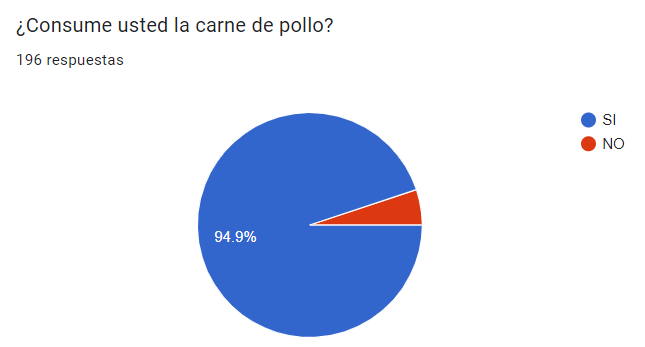 ¿Consume usted la carne de pollo?
196 respuestas
SI
NO
94.9%